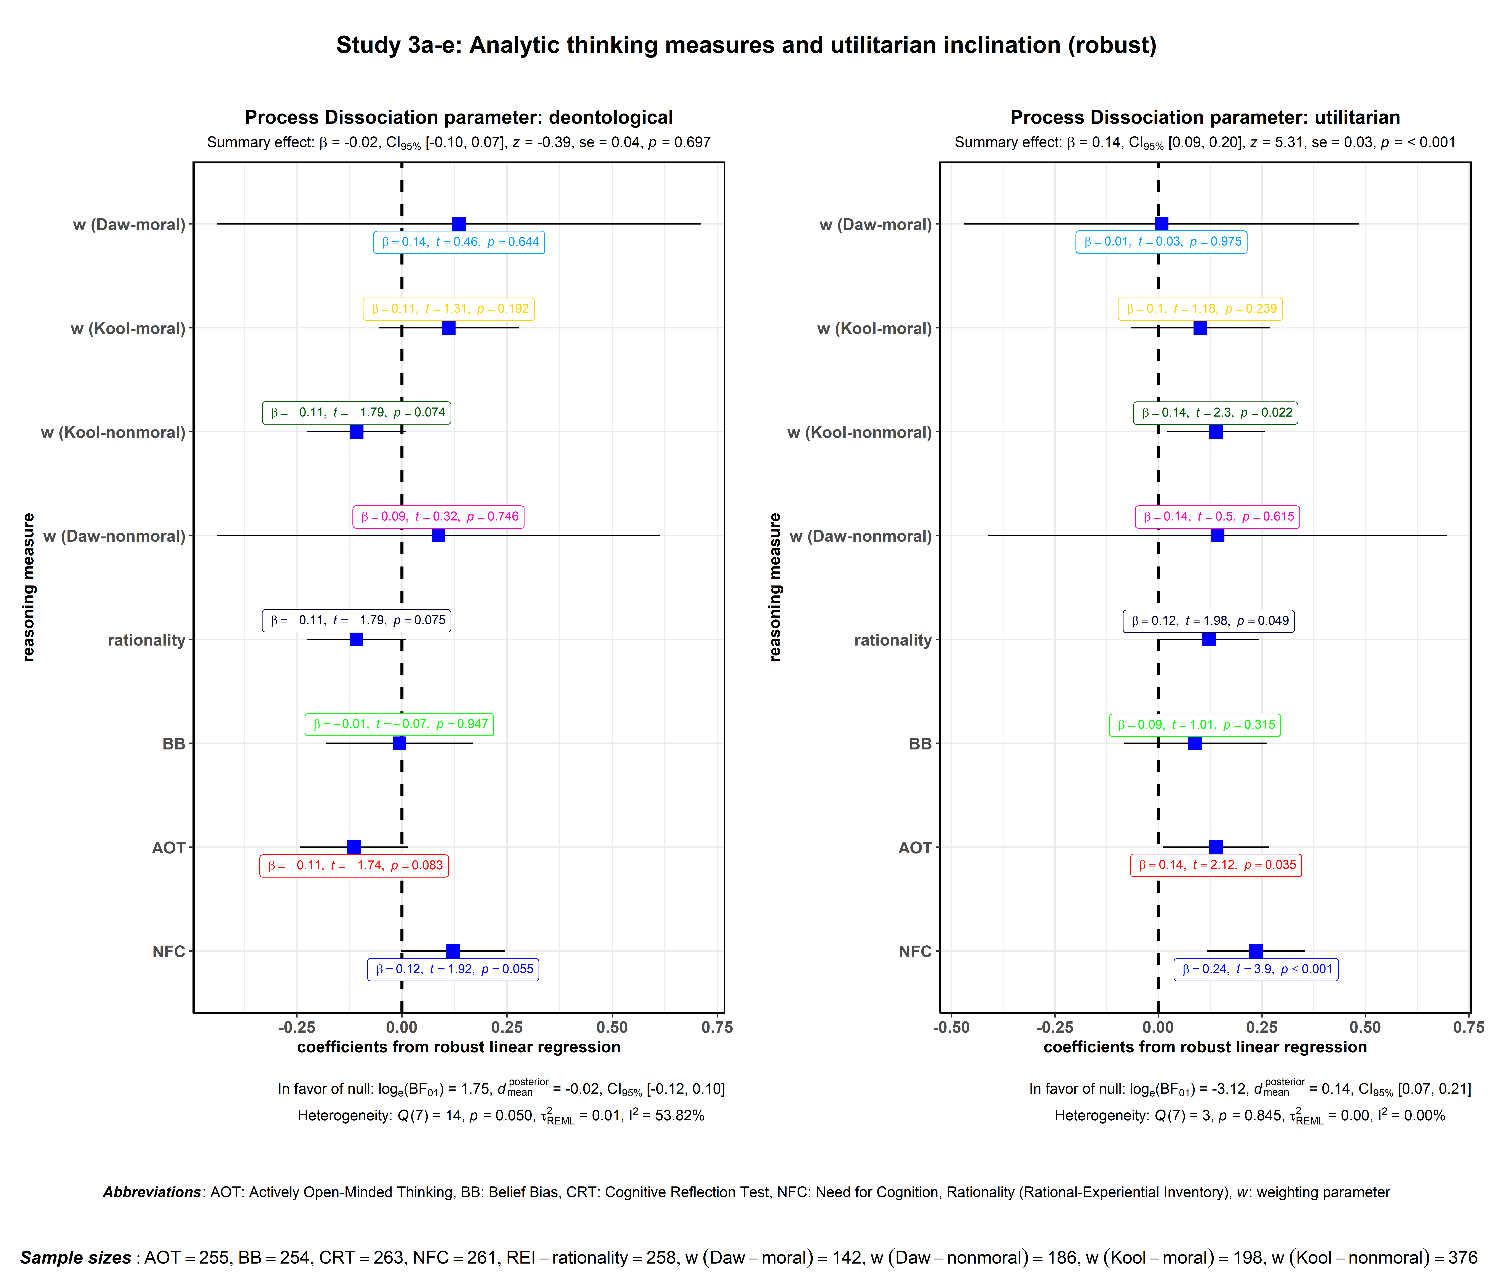 Study 3a-e: Analytic thinking measures and utilitarian inclination (robust)
Process Dissociation parameter: deontological
Summary effect: β = -0.02, CI95% [-0.10, 0.07], z = -0.39, se = 0.04, p = 0.697
reasoning measure
w (Daw-moral)
β = 0.14, t = 0.46, p = 0.644
w (Kool-moral)
β = 0.11, t = 1.31, p = 0.192
w (Kool-nonmoral)
β = 0.11, t = 1.79, p = 0.074
w (Daw-nonmoral)
β = 0.09, t = 0.32, p = 0.746
rationality
β = 0.11, t = 1.79, p = 0.075
BB
β = −0.01, t = −0.07, p = 0.947
AOT
β = 0.11, t = 1.74, p = 0.083
NFC
β = 0.12, t = 1.92, p = 0.055
-0.25 0.00 0.25 0.50 0.75
coefficients from robust linear regression
In favor of null: loge(BF01) = 1.75, d posterior mean = -0.02, CI95% [-0.12, 0.10]
Heterogeneity: Q(7) = 14, p = 0.050, τ²REML = 0.01, I² = 53.82%
Process Dissociation parameter: utilitarian
Summary effect: β = 0.14, CI95% [0.09, 0.20], z = 5.31, se = 0.03, p = < 0.001
reasoning measure
w (Daw-moral)
β = 0.01, t = 0.03, p = 0.975
w (Kool-moral)
β = 0.1, t = 1.18, p = 0.239
w (Kool-nonmoral)
β = 0.14, t = 2.3, p = 0.022
w (Daw-nonmoral)
β = 0.14, t = 0.5, p = 0.615
rationality
β = 0.12, t = 1.98, p = 0.049
BB
β = 0.09, t = 1.01, p = 0.315
AOT
β = 0.14, t = 2.12, p = 0.035
NFC
β = 0.24, t = 3.9, p < 0.001
-0.50 -0.25 0.00 0.25 0.50 0.75
coefficients from robust linear regression
In favor of null: loge(BF01) = -3.12, d posterior mean = 0.14, CI95% [0.07, 0.21]
Heterogeneity: Q(7) = 3, p = 0.845, τ²REML = 0.00, I² = 0.00%
Abbreviations: AOT: Actively Open-Minded Thinking, BB: Belief Bias, CRT: Cognitive Reflection Test, NFC: Need for Cognition, Rationality (Rational-Experiential Inventory), w: weighting parameter
Sample sizes : AOT = 255, BB = 254, CRT = 263, NFC = 261, REI − rationality = 258, w (Daw − moral) = 142, w (Daw − nonmoral) = 186, w (Kool − moral) = 198, w (Kool − nonmoral) = 376